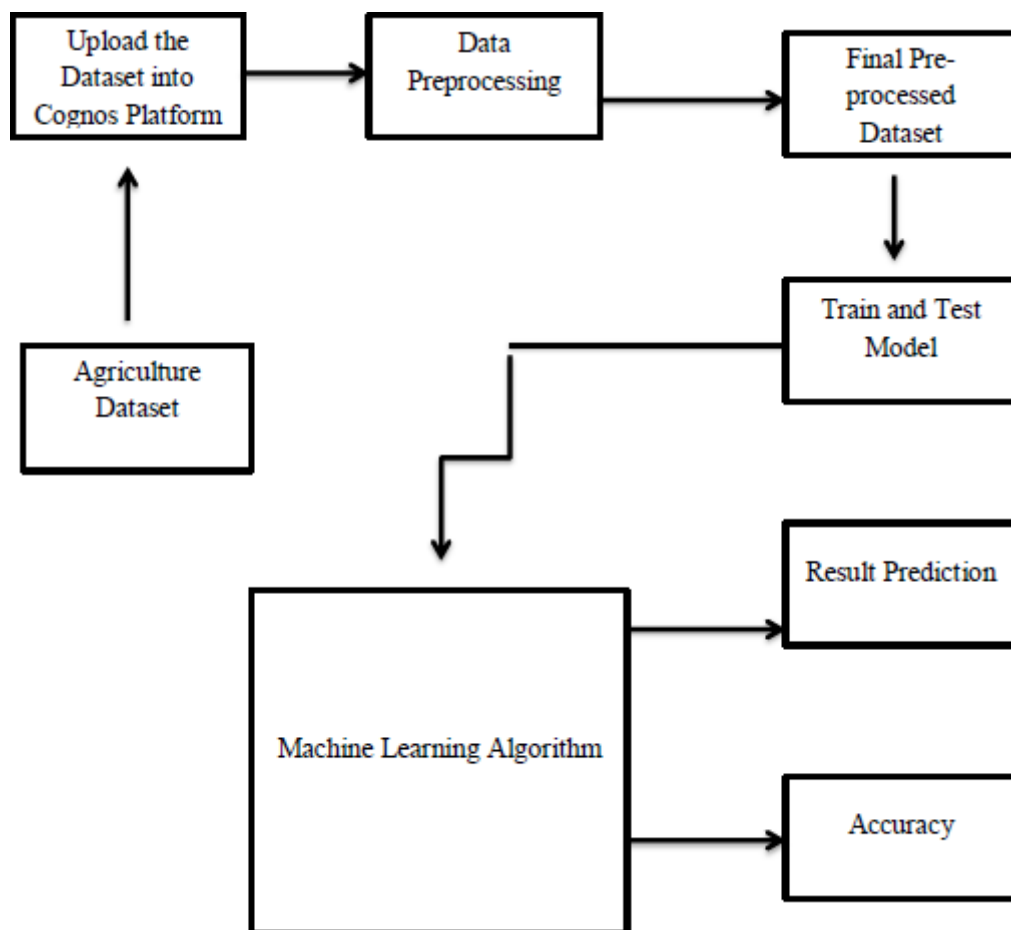 Upload the
Dataset into
Cognos Platform
Data
Preprocessing
Final Pre-
processed
Dataset
Agriculture
Dataset
Train and Test
Model
Result Prediction
Machine Learning Algorithm
Accuracy